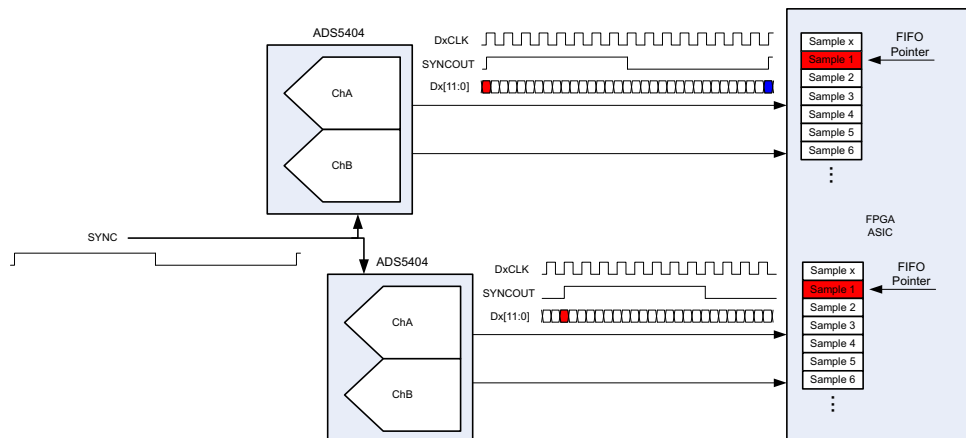 ADS5404
DxCLK
SYNCOUT
Dx[11:0]
ChA
ChB
Sample x
Sample 1
Sample 2
Sample 3
Sample 4
Sample 5
Sample 6
FIFO
Pointer
FPGA
ASIC
SYNC
ADS5404
DxCLK
SYNCOUT
Dx[11:0]
ChA
ChB
Sample x
Sample 1
Sample 2
Sample 3
Sample 4
Sample 5
Sample 6
FIFO
Pointer